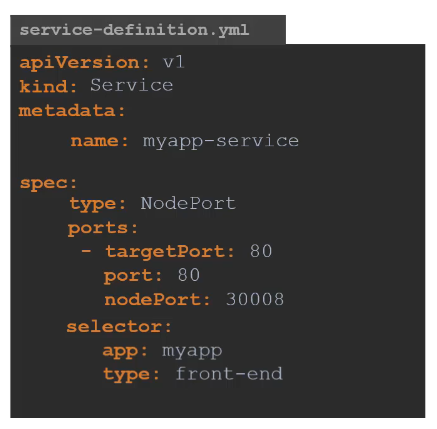 service-definition.yml
apiVersion: v1
kind: Service
metadata:
name: myapp-service
spec:
type: NodePort
ports:
- targetPort: 80
port: 80
nodePort: 30008
selector:
app: myapp
type: front-end